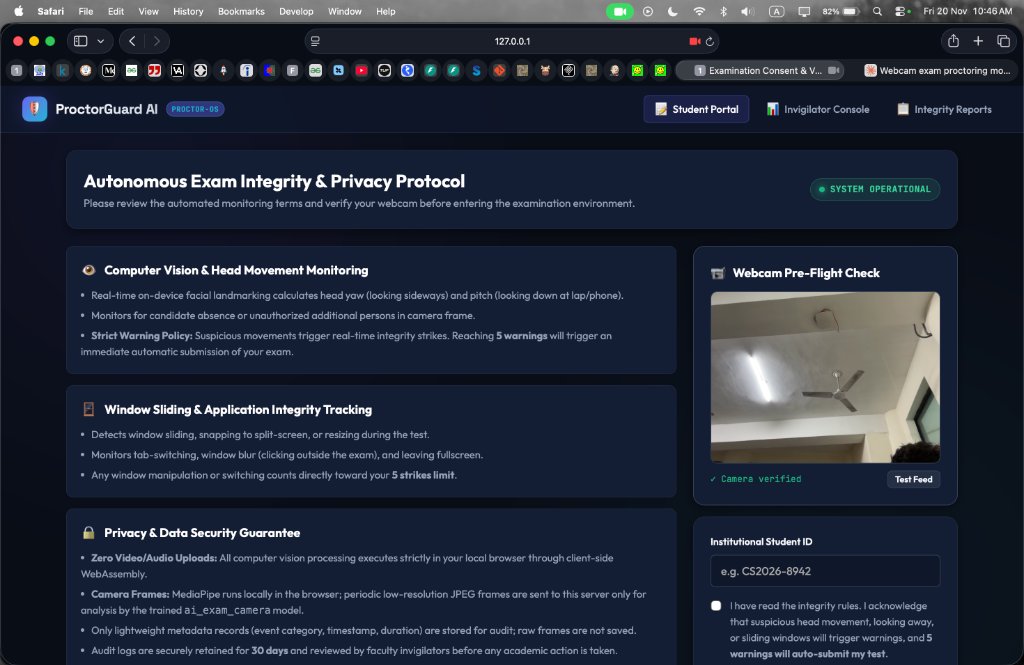 Safari File Edit View History Bookmarks Develop Window Help
A 82% Fri 20 Nov 10:46 AM
127.0.0.1
1 Examination Consent & V...
Webcam exam proctoring mo...
ProctorGuard AI
PROCTOR-OS
Student Portal
Invigilator Console
Integrity Reports
Autonomous Exam Integrity & Privacy Protocol
Please review the automated monitoring terms and verify your webcam before entering the examination environment.
SYSTEM OPERATIONAL
Computer Vision & Head Movement Monitoring
• Real-time on-device facial landmarking calculates head yaw (looking sideways) and pitch (looking down at lap/phone).
• Monitors for candidate absence or unauthorized additional persons in camera frame.
• Strict Warning Policy: Suspicious movements trigger real-time integrity strikes. Reaching 5 warnings will trigger an
immediate automatic submission of your exam.
Window Sliding & Application Integrity Tracking
• Detects window sliding, snapping to split-screen, or resizing during the test.
• Monitors tab-switching, window blur (clicking outside the exam), and leaving fullscreen.
• Any window manipulation or switching counts directly toward your 5 strikes limit.
Privacy & Data Security Guarantee
• Zero Video/Audio Uploads: All computer vision processing executes strictly in your local browser through client-side
WebAssembly.
• Camera Frames: MediaPipe runs locally in the browser; periodic low-resolution JPEG frames are sent to this server only for
analysis by the trained ai_exam_camera model.
• Only lightweight metadata records (event category, timestamp, duration) are stored for audit; raw frames are not saved.
• Audit logs are securely retained for 30 days and reviewed by faculty invigilators before any academic action is taken.
Webcam Pre-Flight Check
✓ Camera verified
Test Feed
Institutional Student ID
e.g. CS2026-8942
I have read the integrity rules. I acknowledge
that suspicious head movement, looking away,
or sliding windows will trigger warnings, and 5
warnings will auto-submit my test.